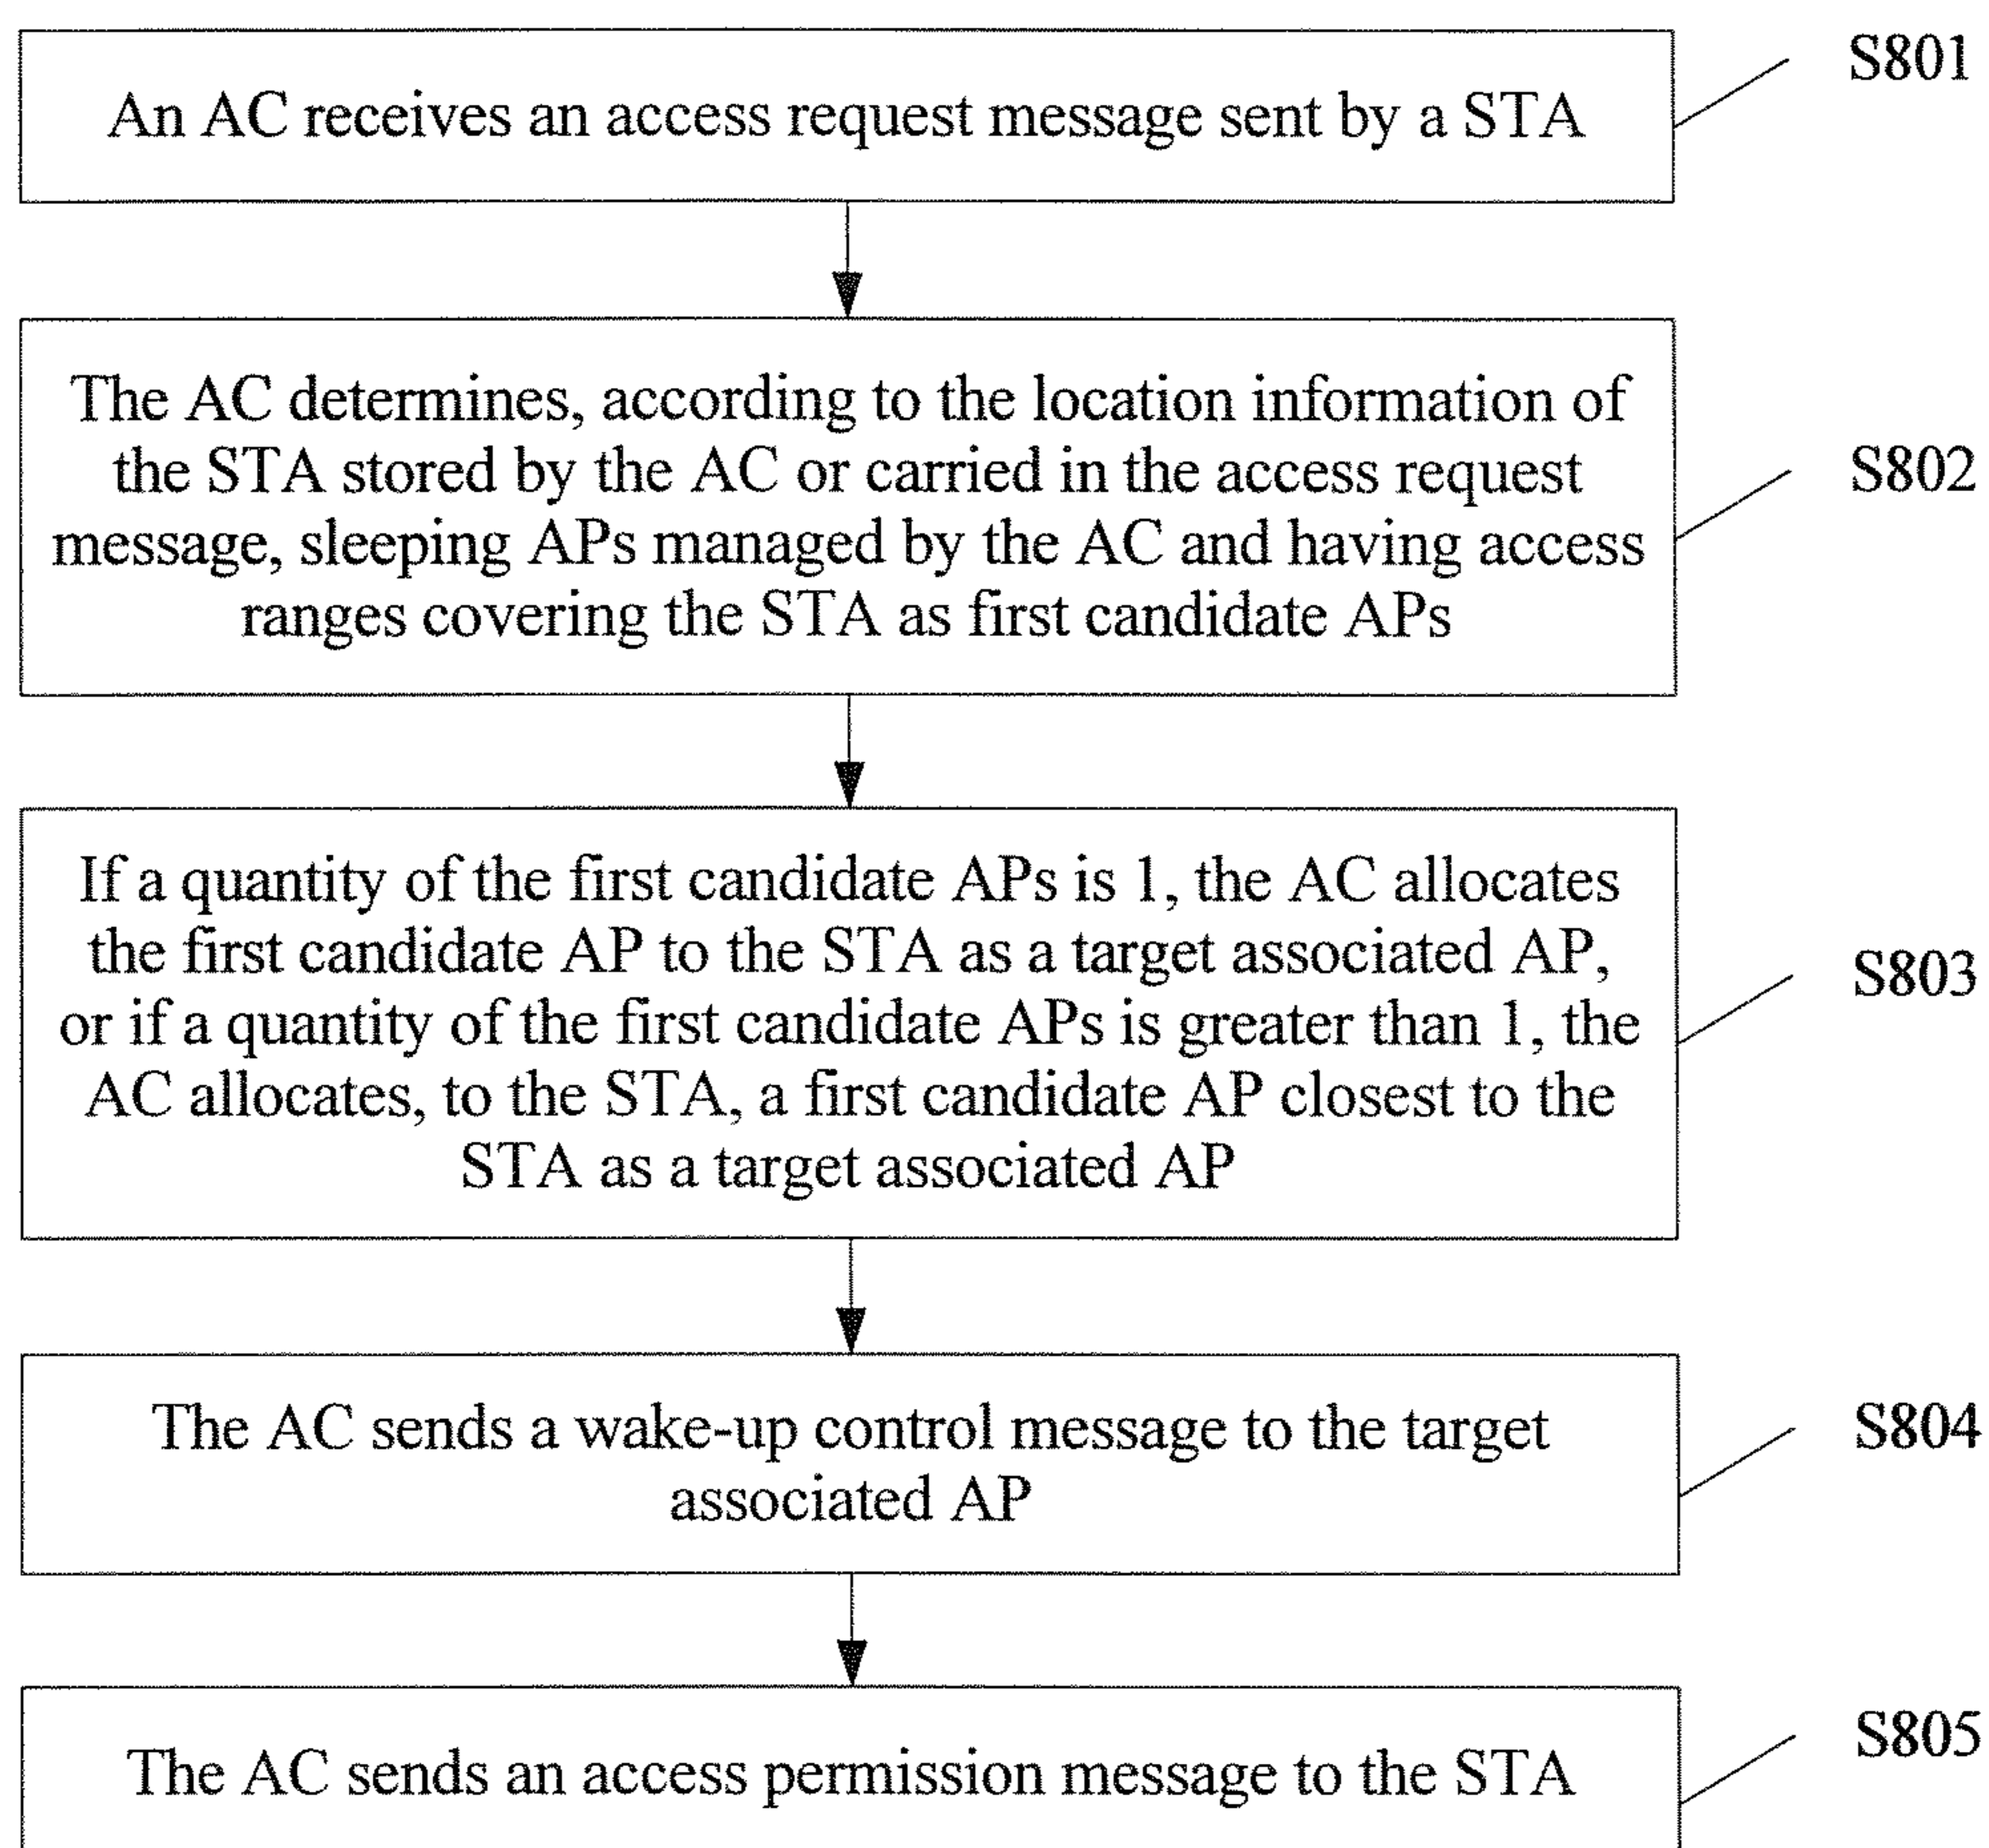 An AC receives an access request message sent by a STA
S801
The AC determines, according to the location information of
the STA stored by the AC or carried in the access request
message, sleeping APs managed by the AC and having access
ranges covering the STA as first candidate APs
S802
If a quantity of the first candidate APs is 1, the AC allocates
the first candidate AP to the STA as a target associated AP,
or if a quantity of the first candidate APs is greater than 1, the
AC allocates, to the STA, a first candidate AP closest to the
STA as a target associated AP
S803
The AC sends a wake-up control message to the target
associated AP
S804
The AC sends an access permission message to the STA
S805